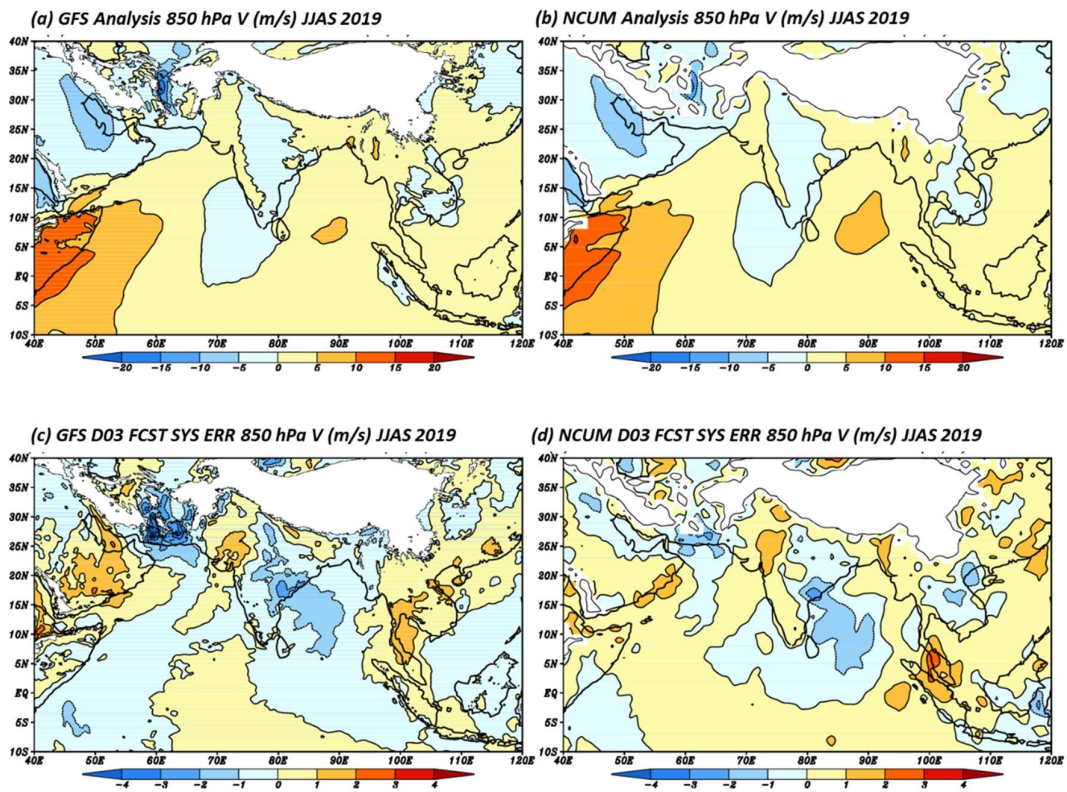 (a) GFS Analysis 850 hPa V (m/s) JJAS 2019
40N
35N
30N
25N
20N
15N
10N
5N
EQ
5S
10S
40E 50E 60E 70E 80E 90E 100E 110E 120E
−20 −15 −10 −5 0 5 10 15 20
(b) NCUM Analysis 850 hPa V (m/s) JJAS 2019
40N
35N
30N
25N
20N
15N
10N
5N
EQ
5S
10S
40E 50E 60E 70E 80E 90E 100E 110E 120E
−20 −15 −10 −5 0 5 10 15 20
(c) GFS D03 FCST SYS ERR 850 hPa V (m/s) JJAS 2019
40N
35N
30N
25N
20N
15N
10N
5N
EQ
5S
10S
40E 50E 60E 70E 80E 90E 100E 110E 120E
−4 −3 −2 −1 0 1 2 3 4
(d) NCUM D03 FCST SYS ERR 850 hPa V (m/s) JJAS 2019
40N
35N
30N
25N
20N
15N
10N
5N
EQ
5S
10S
40E 50E 60E 70E 80E 90E 100E 110E 120E
−4 −3 −2 −1 0 1 2 3 4